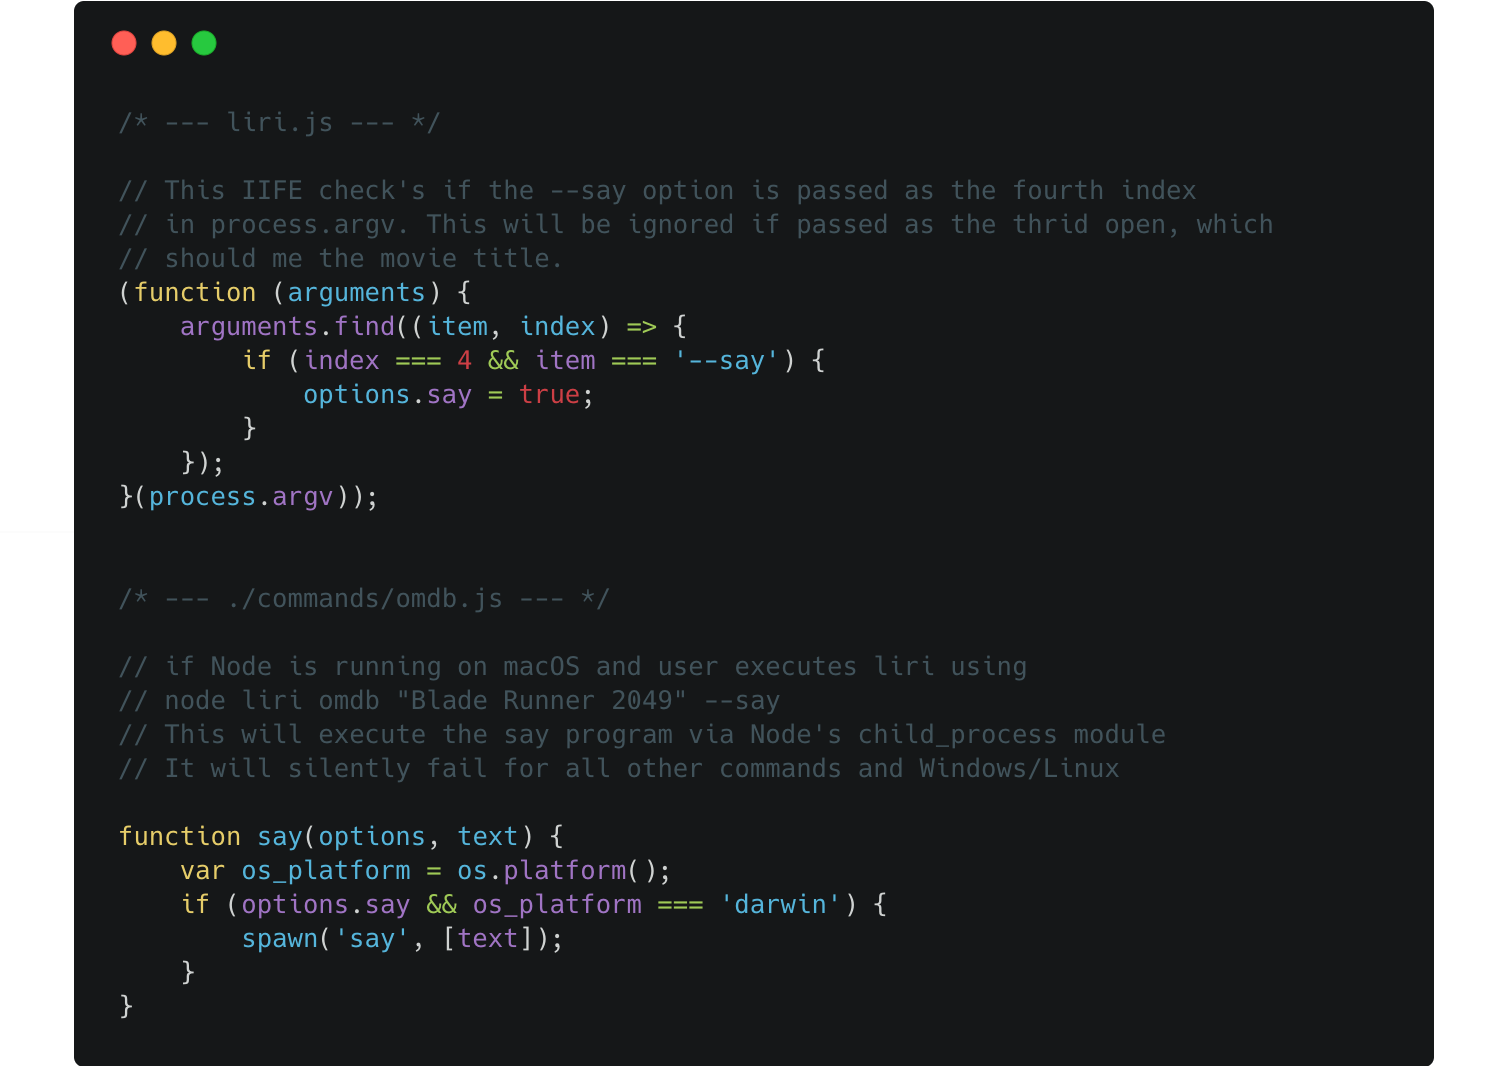 /* --- liri.js --- */
// This IIFE check's if the --say option is passed as the fourth index
// in process.argv. This will be ignored if passed as the thrid open, which
// should me the movie title.
(function (arguments) {
    arguments.find((item, index) => {
        if (index === 4 && item === '--say') {
            options.say = true;
        }
    });
}(process.argv));
/* --- ./commands/omdb.js --- */
// if Node is running on macOS and user executes liri using
// node liri omdb "Blade Runner 2049" --say
// This will execute the say program via Node's child_process module
// It will silently fail for all other commands and Windows/Linux
function say(options, text) {
    var os_platform = os.platform();
    if (options.say && os_platform === 'darwin') {
        spawn('say', [text]);
    }
}